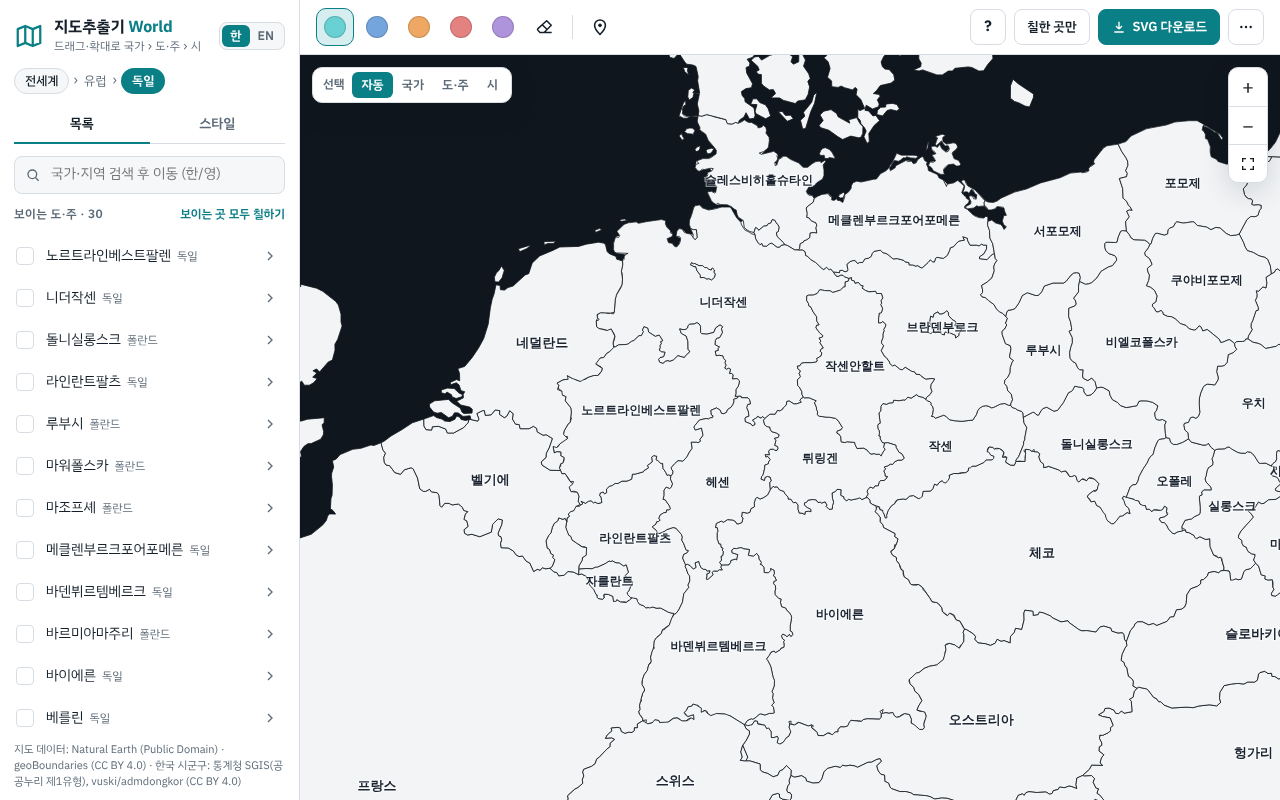 지도추출기 World
드래그·확대로 국가 › 도·주 › 시
한 EN
전세계 › 유럽 › 독일
목록 스타일
국가·지역 검색 후 이동 (한/영)
보이는 도·주 · 30 보이는 곳 모두 칠하기
노르트라인베스트팔렌 독일
니더작센 독일
돌니실롱스크 폴란드
라인란트팔츠 독일
루부시 폴란드
마워폴스카 폴란드
마조프셰 폴란드
메클렌부르크포어포메른 독일
바덴뷔르템베르크 독일
바르미아마주리 폴란드
바이에른 독일
베를린 독일
지도 데이터: Natural Earth (Public Domain) ·
geoBoundaries (CC BY 4.0) · 한국 시군구: 통계청 SGIS(공
공누리 제1유형), vuski/admdongkor (CC BY 4.0)
? 칠한 곳만 SVG 다운로드 ···
선택 자동 국가 도·주 시
+
−
슐레스비히홀슈타인
포모제
메클렌부르크포어포메른
서포모제
쿠야비포모제
니더작센
브란덴부르크
네덜란드
비엘코폴스카
루부시
작센안할트
우치
노르트라인베스트팔렌
돌니실롱스크
작센
튀링겐
벨기에
헤센
오폴레
실롱스크
라인란트팔츠
체코
자를란트
바이에른
슬로바키아
바덴뷔르템베르크
오스트리아
헝가리
스위스
프랑스